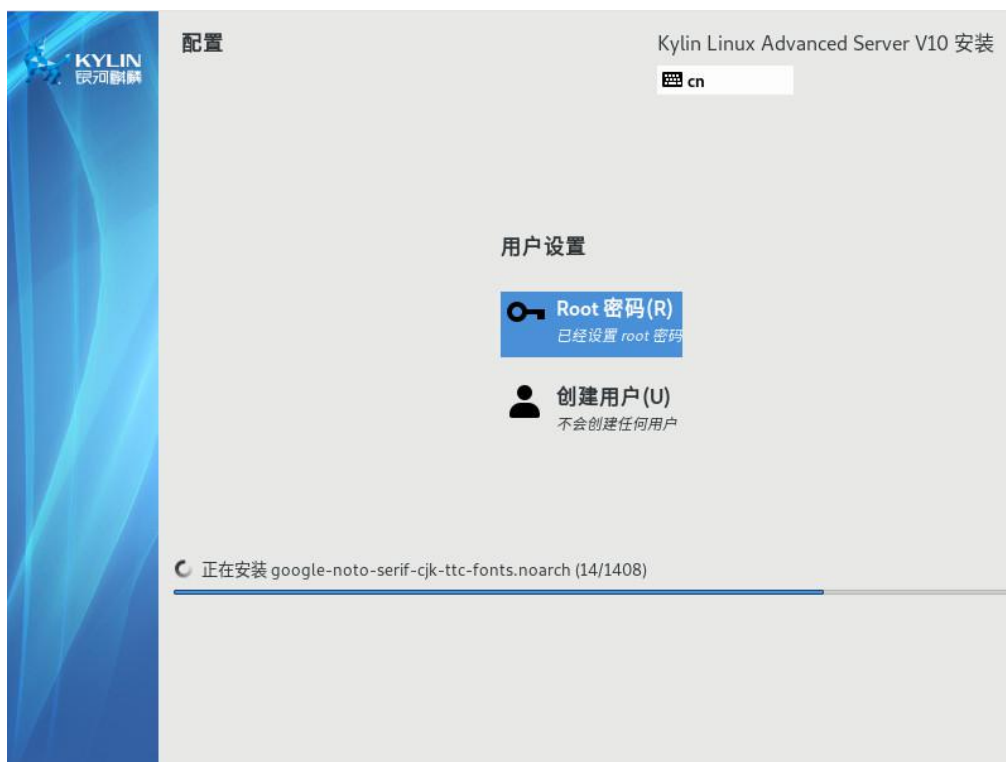 KYLIN
银河麒麟
配置
Kylin Linux Advanced Server V10 安装
cn
用户设置
Root 密码(R)
已经设置 root 密码
创建用户(U)
不会创建任何用户
正在安装 google-noto-serif-cjk-ttc-fonts.noarch (14/1408)